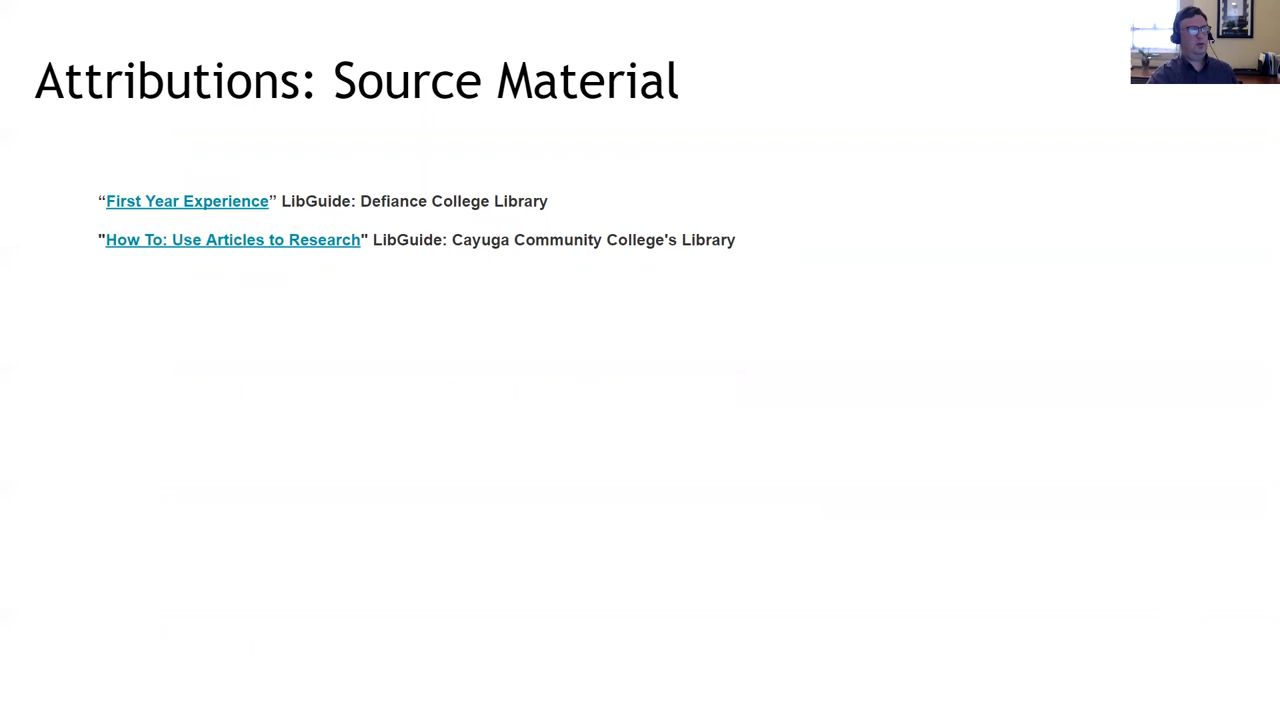 Attributions: Source Material
“First Year Experience” LibGuide: Defiance College Library
"How To: Use Articles to Research" LibGuide: Cayuga Community College's Library